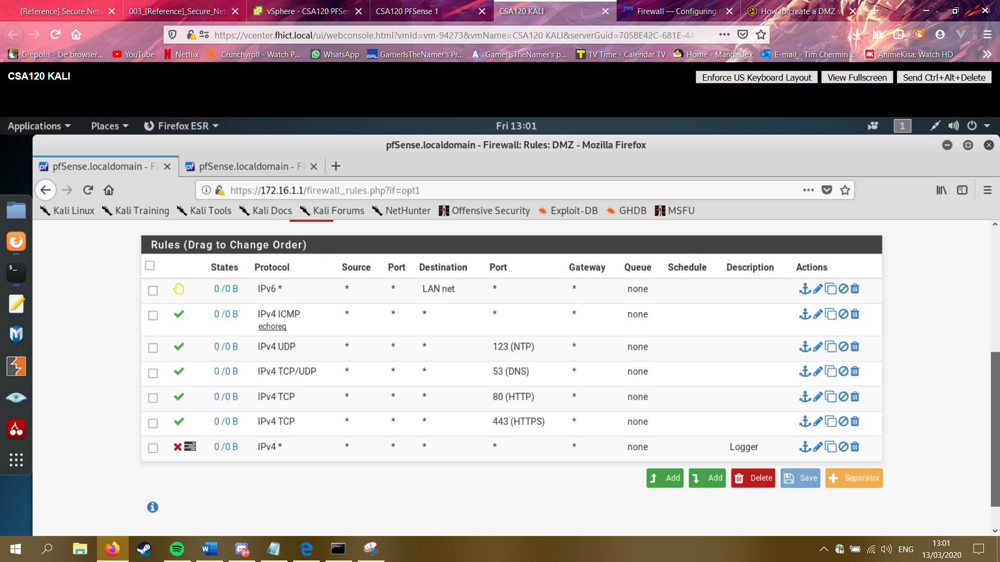 [Reference] Secure Netw
003_[Reference]_Secure_Net
vSphere - CSA120 PFSen
CSA120 PFSense 1
CSA120 KALI
Firewall — Configuring f
How to create a DMZ w
https://vcenter.fhict.local/ui/webconsole.html?vmId=vm-94273&vmName=CSA120 KALI&serverGuid=705BE42C-681E-44
Grepolis - De browser...
YouTube
Netflix
Crunchyroll - Watch P...
WhatsApp
GamerIsTheNamer's Pr...
GamerIsTheNamer's p...
TV Time - Calendar TV
Home - MangaDex
E-mail - Tim Chermin ...
AnimeKisa: Watch HD ...
CSA120 KALI
Enforce US Keyboard Layout
View Fullscreen
Send Ctrl+Alt+Delete
Applications
Places
Firefox ESR
Fri 13:01
1
pfSense.localdomain - Firewall: Rules: DMZ - Mozilla Firefox
pfSense.localdomain - Fi
pfSense.localdomain - Fi
https://172.16.1.1/firewall_rules.php?if=opt1
Kali Linux
Kali Training
Kali Tools
Kali Docs
Kali Forums
NetHunter
Offensive Security
Exploit-DB
GHDB
MSFU
Rules (Drag to Change Order)
States Protocol Source Port Destination Port Gateway Queue Schedule Description Actions
0 /0 B IPv6 * * * LAN net * * none
0 /0 B IPv4 ICMP * * * * * none
echoreq
0 /0 B IPv4 UDP * * * 123 (NTP) * none
0 /0 B IPv4 TCP/UDP * * * 53 (DNS) * none
0 /0 B IPv4 TCP * * * 80 (HTTP) * none
0 /0 B IPv4 TCP * * * 443 (HTTPS) * none
0 /0 B IPv4 * * * * * * none Logger
Add
Add
Delete
Save
Separator
9+
ENG
13:01
13/03/2020